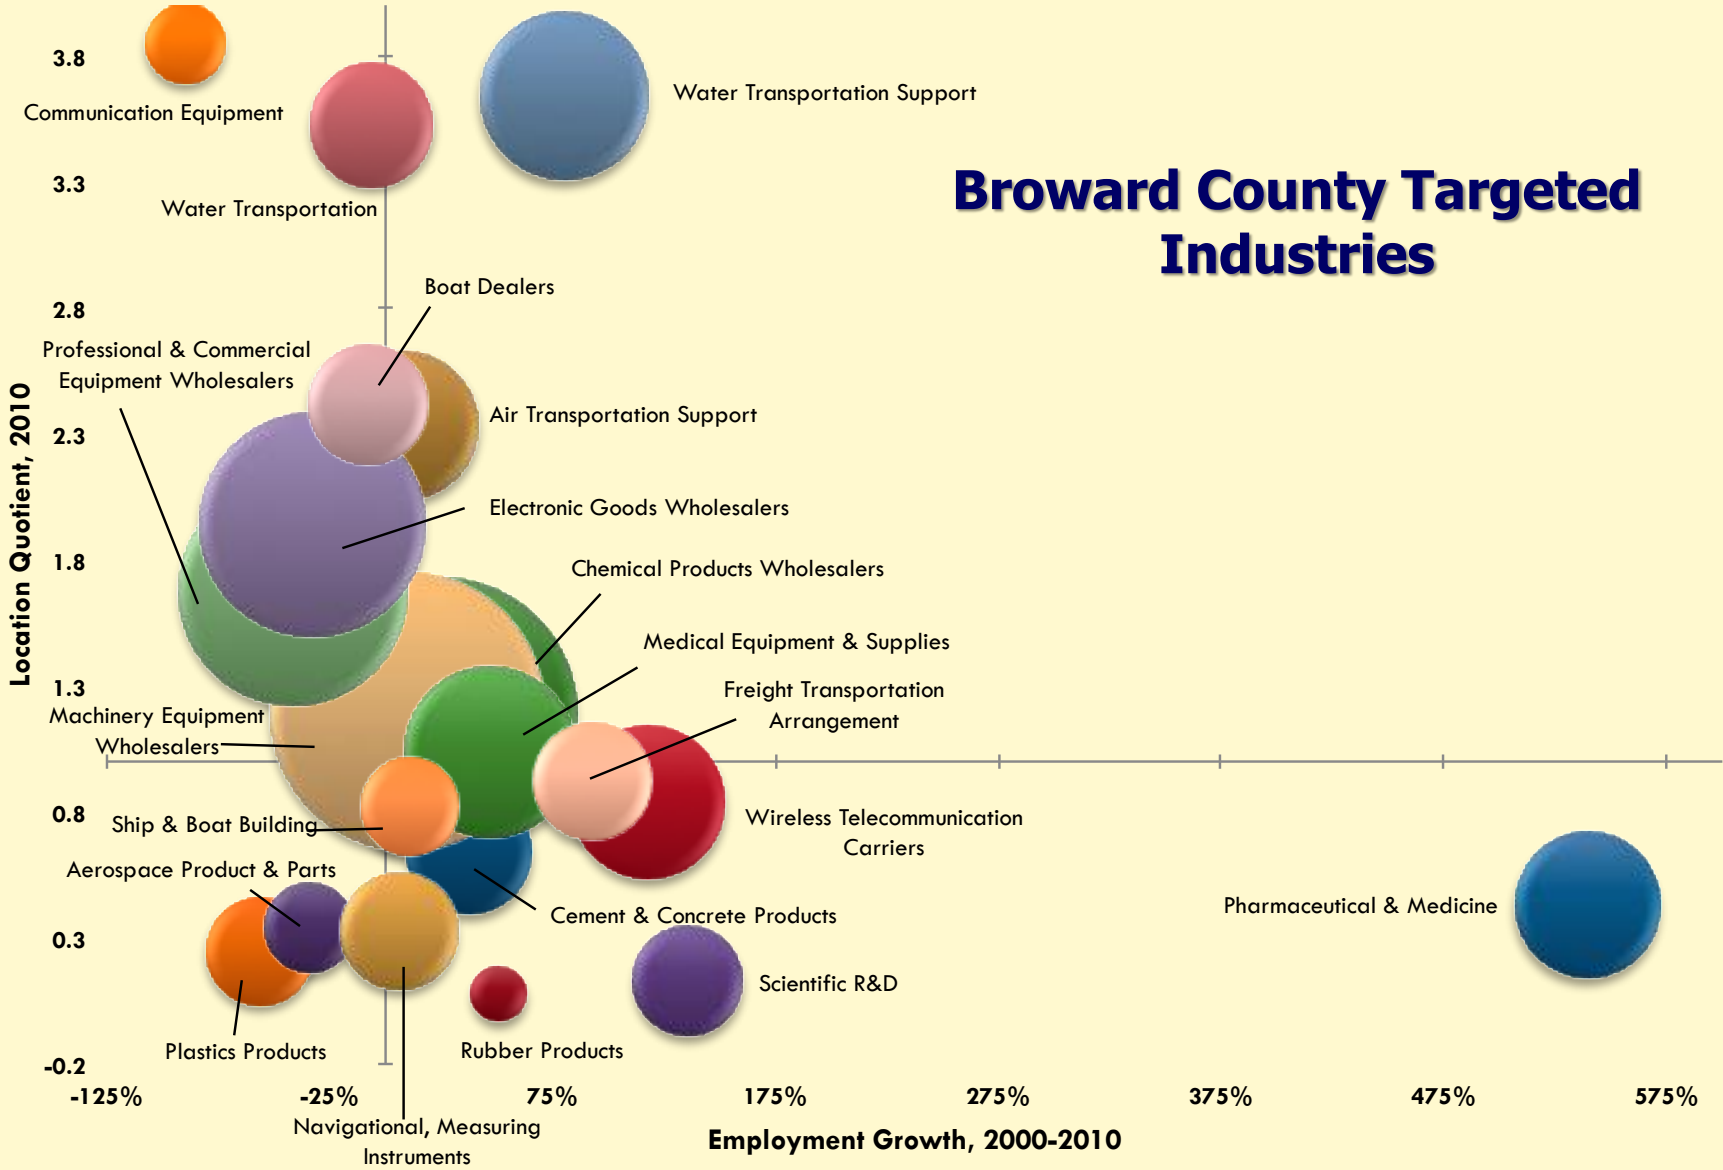 3.8
Communication Equipment
Water Transportation Support
3.3
Water Transportation
Broward County Targeted
Industries
Boat Dealers
2.8
Professional & Commercial
Equipment Wholesalers
Air Transportation Support
2.3
Location Quotient, 2010
Electronic Goods Wholesalers
1.8
Chemical Products Wholesalers
Medical Equipment & Supplies
1.3
Freight Transportation
Arrangement
Machinery Equipment
Wholesalers
0.8
Ship & Boat Building
Wireless Telecommunication
Carriers
Aerospace Product & Parts
Cement & Concrete Products
Pharmaceutical & Medicine
0.3
Scientific R&D
Plastics Products
Rubber Products
-0.2
-125%
-25%
75%
175%
275%
375%
475%
575%
Navigational, Measuring
Instruments
Employment Growth, 2000-2010